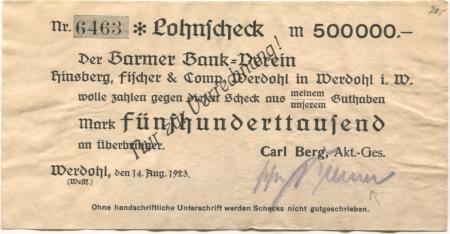 20.-
Nr. 6463 * Lohnscheck m 500000.-
Der Barmer Bank-Verein
Hinsberg, Fischer & Comp. Werdohl in Werdohl i. W.
wolle zahlen gegen diesen Scheck aus meinem unserem Guthaben
Mark fünfhunderttausend
an Überbringer.
Carl Berg, Akt.-Ges.
Werdohl, den 14. Aug. 1923.
(Westf.)
Nur zur Verrechnung!
Ohne handschriftliche Unterschrift werden Schecks nicht gutgeschrieben.